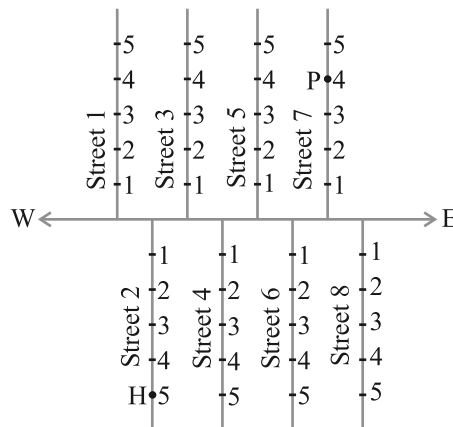 5 5 5 5
4 4 4 P 4
3 3 3 3
2 2 2 2
1 1 1 1
Street 1 Street 3 Street 5 Street 7
W E
1 1 1 1
2 2 2 2
3 3 3 3
4 4 4 4
H 5 5 5 5
Street 2 Street 4 Street 6 Street 8